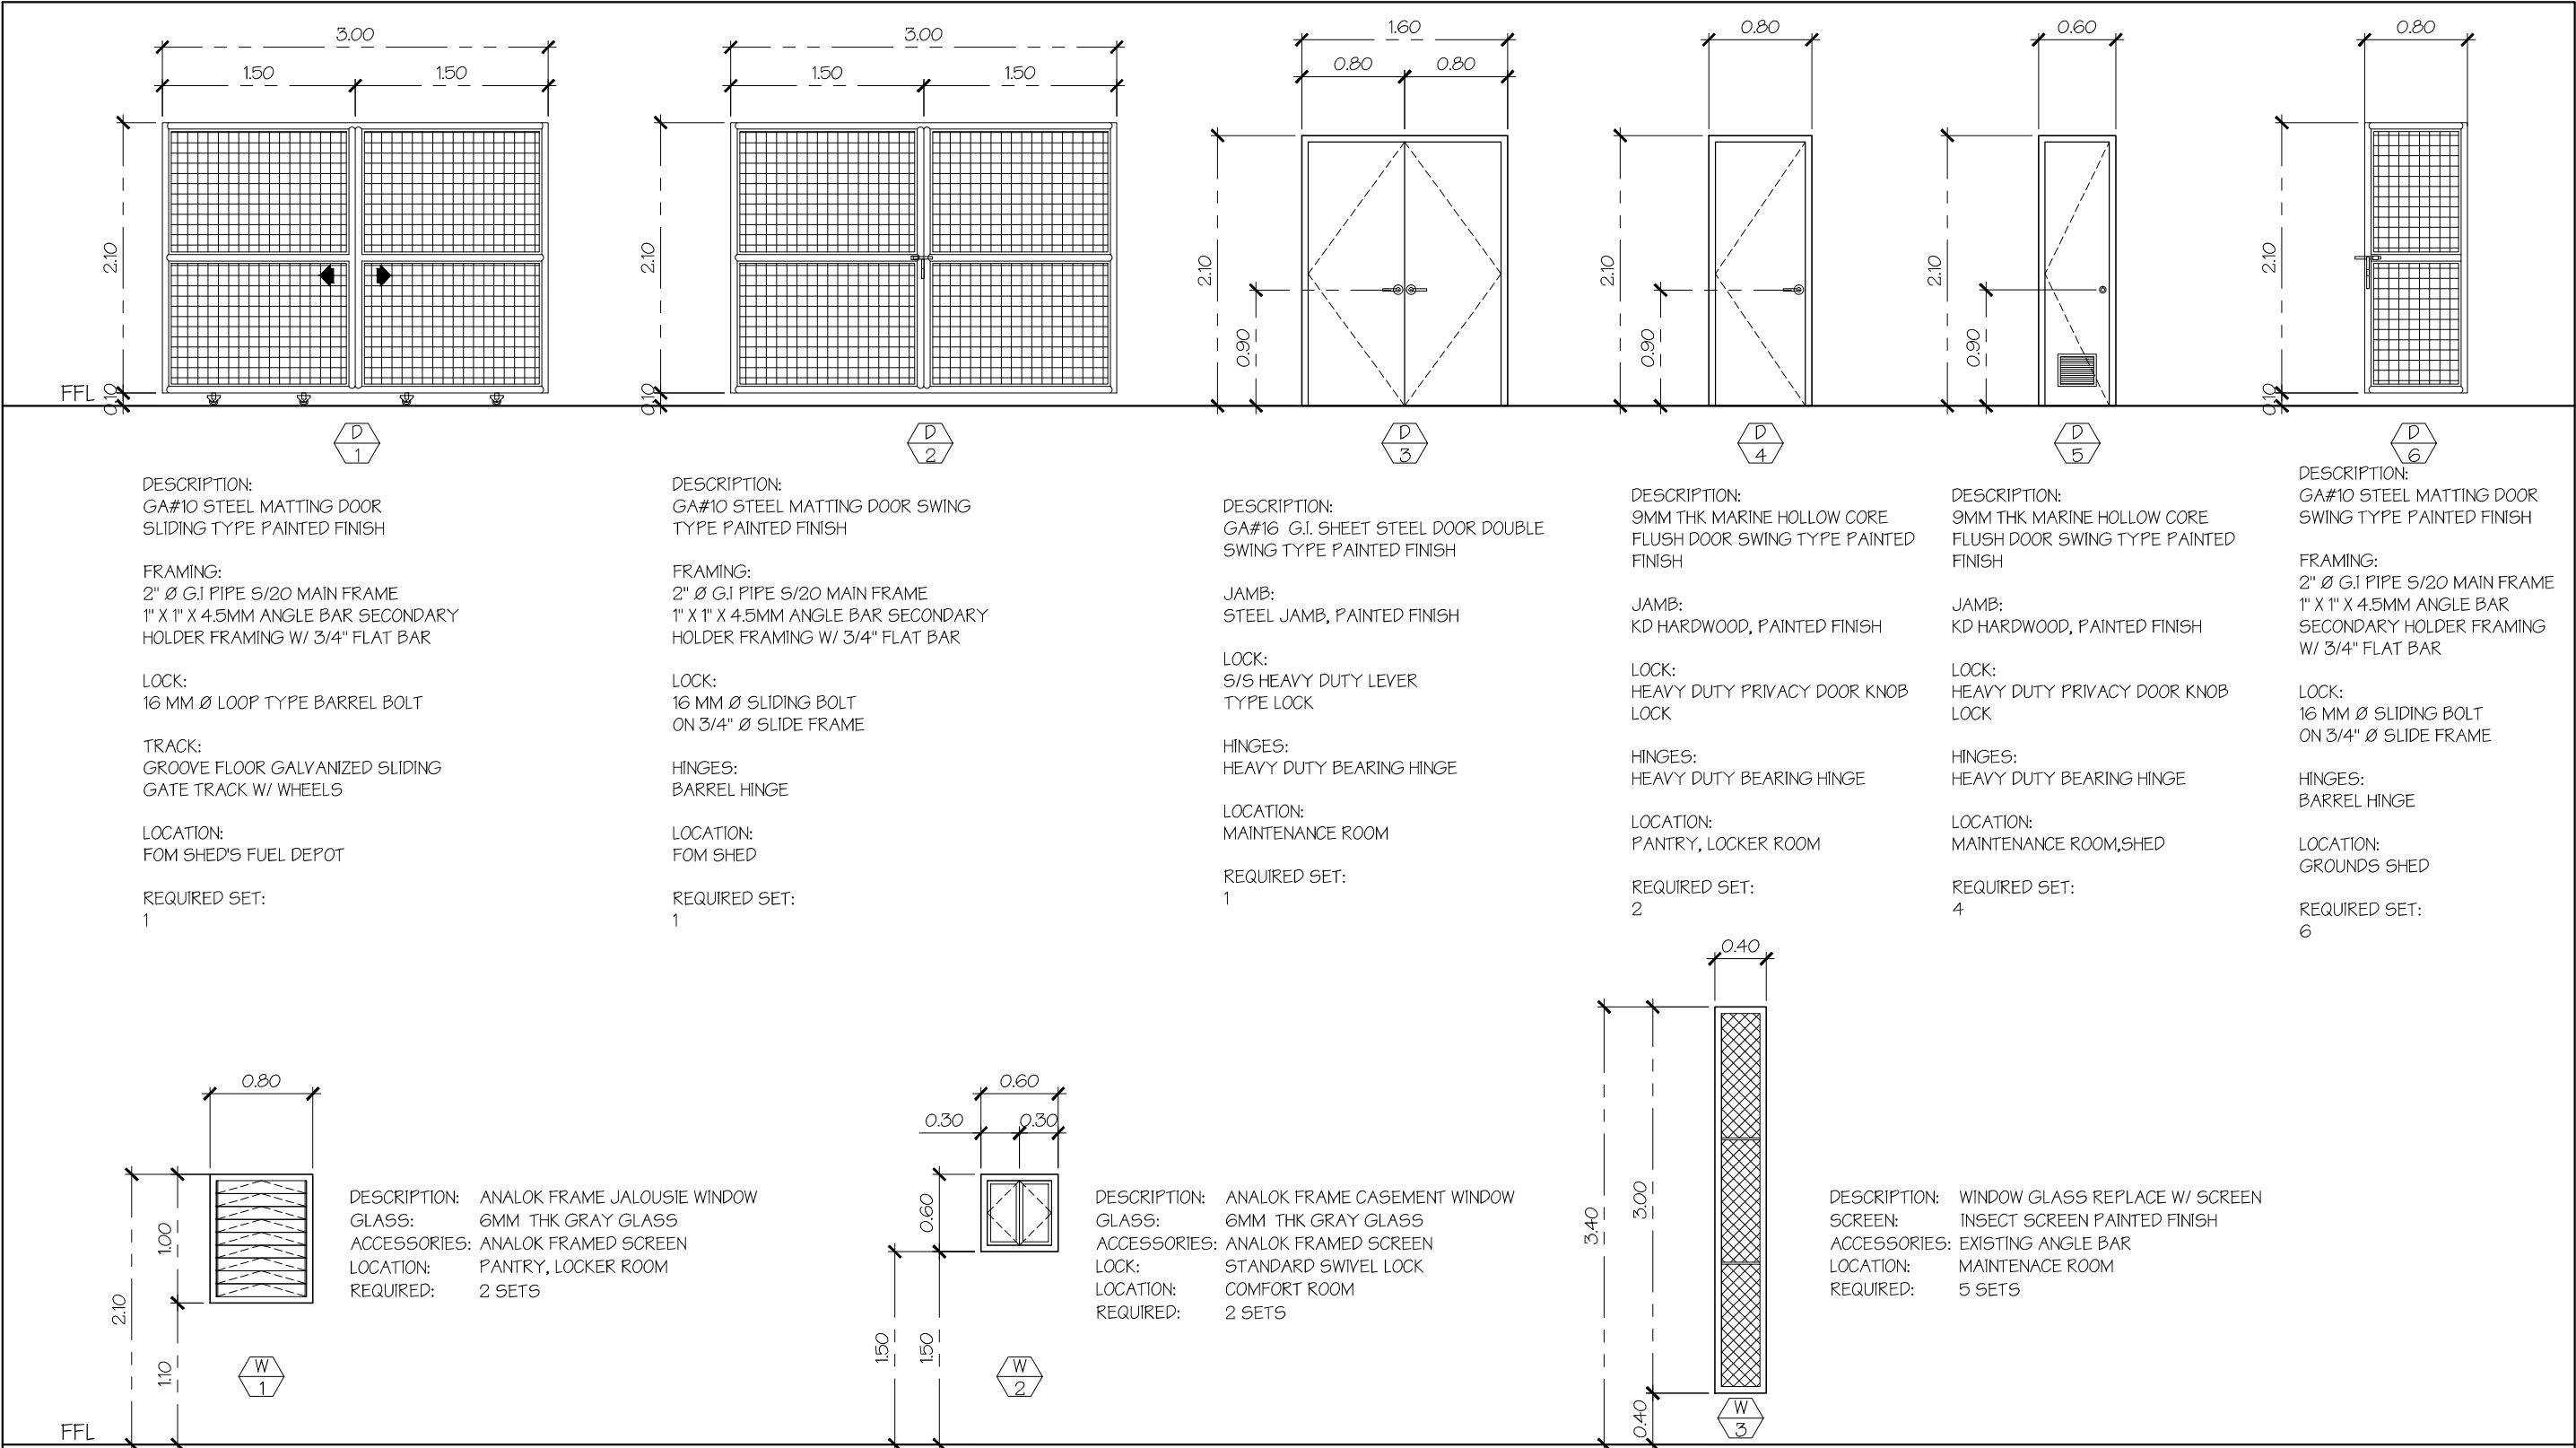 3.00
1.50
1.50
2.10
0.10
FFL
D
1
DESCRIPTION:
GA#10 STEEL MATTING DOOR
SLIDING TYPE PAINTED FINISH
FRAMING:
2" Ø G.I PIPE S/20 MAIN FRAME
1" X 1" X 4.5MM ANGLE BAR SECONDARY
HOLDER FRAMING W/ 3/4" FLAT BAR
LOCK:
16 MM Ø LOOP TYPE BARREL BOLT
TRACK:
GROOVE FLOOR GALVANIZED SLIDING
GATE TRACK W/ WHEELS
LOCATION:
FOM SHED'S FUEL DEPOT
REQUIRED SET:
1
3.00
1.50
1.50
2.10
0.10
D
2
DESCRIPTION:
GA#10 STEEL MATTING DOOR SWING
TYPE PAINTED FINISH
FRAMING:
2" Ø G.I PIPE S/20 MAIN FRAME
1" X 1" X 4.5MM ANGLE BAR SECONDARY
HOLDER FRAMING W/ 3/4" FLAT BAR
LOCK:
16 MM Ø SLIDING BOLT
ON 3/4" Ø SLIDE FRAME
HINGES:
BARREL HINGE
LOCATION:
FOM SHED
REQUIRED SET:
1
1.60
0.80
0.80
2.10
0.90
D
3
DESCRIPTION:
GA#16 G.I. SHEET STEEL DOOR DOUBLE
SWING TYPE PAINTED FINISH
JAMB:
STEEL JAMB, PAINTED FINISH
LOCK:
S/S HEAVY DUTY LEVER
TYPE LOCK
HINGES:
HEAVY DUTY BEARING HINGE
LOCATION:
MAINTENANCE ROOM
REQUIRED SET:
1
0.80
2.10
0.90
D
4
DESCRIPTION:
9MM THK MARINE HOLLOW CORE
FLUSH DOOR SWING TYPE PAINTED
FINISH
JAMB:
KD HARDWOOD, PAINTED FINISH
LOCK:
HEAVY DUTY PRIVACY DOOR KNOB
LOCK
HINGES:
HEAVY DUTY BEARING HINGE
LOCATION:
PANTRY, LOCKER ROOM
REQUIRED SET:
2
0.60
2.10
0.90
D
5
DESCRIPTION:
9MM THK MARINE HOLLOW CORE
FLUSH DOOR SWING TYPE PAINTED
FINISH
JAMB:
KD HARDWOOD, PAINTED FINISH
LOCK:
HEAVY DUTY PRIVACY DOOR KNOB
LOCK
HINGES:
HEAVY DUTY BEARING HINGE
LOCATION:
MAINTENANCE ROOM,SHED
REQUIRED SET:
4
0.80
2.10
0.10
D
6
DESCRIPTION:
GA#10 STEEL MATTING DOOR
SWING TYPE PAINTED FINISH
FRAMING:
2" Ø G.I PIPE S/20 MAIN FRAME
1" X 1" X 4.5MM ANGLE BAR
SECONDARY HOLDER FRAMING
W/ 3/4" FLAT BAR
LOCK:
16 MM Ø SLIDING BOLT
ON 3/4" Ø SLIDE FRAME
HINGES:
BARREL HINGE
LOCATION:
GROUNDS SHED
REQUIRED SET:
6
0.80
1.00
2.10
1.10
W
1
FFL
DESCRIPTION: ANALOK FRAME JALOUSIE WINDOW
GLASS: 6MM THK GRAY GLASS
ACCESSORIES: ANALOK FRAMED SCREEN
LOCATION: PANTRY, LOCKER ROOM
REQUIRED: 2 SETS
0.60
0.30
0.30
0.60
1.50
1.50
W
2
DESCRIPTION: ANALOK FRAME CASEMENT WINDOW
GLASS: 6MM THK GRAY GLASS
ACCESSORIES: ANALOK FRAMED SCREEN
LOCK: STANDARD SWIVEL LOCK
LOCATION: COMFORT ROOM
REQUIRED: 2 SETS
0.40
3.40
3.00
0.40
W
3
DESCRIPTION: WINDOW GLASS REPLACE W/ SCREEN
SCREEN: INSECT SCREEN PAINTED FINISH
ACCESSORIES: EXISTING ANGLE BAR
LOCATION: MAINTENACE ROOM
REQUIRED: 5 SETS